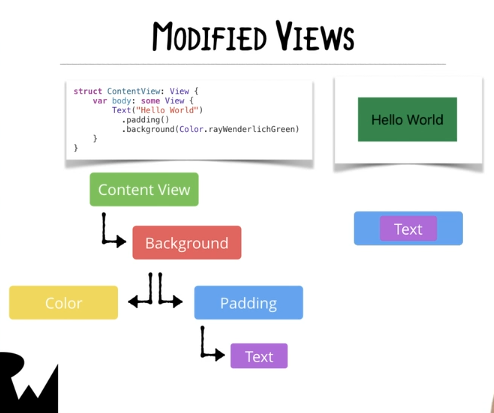 Modified Views
struct ContentView: View {
var body: some View {
Text("Hello World")
.padding()
.background(Color.rayWenderlichGreen)
}
}
Hello World
Content View
Background
Text
Color
Padding
Text